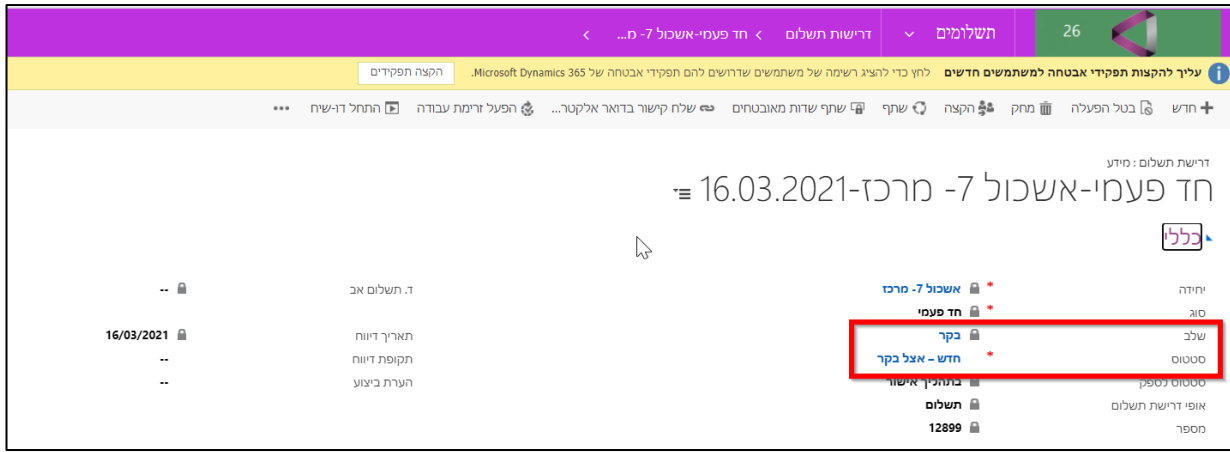 26 תשלומים דרישות תשלום חד פעמי-אשכול 7- מ...
עליך להקצות תפקידי אבטחה למשתמשים חדשים לחץ כדי להציג רשימה של משתמשים שדרושים להם תפקידי אבטחה של Microsoft Dynamics 365. הקצה תפקידים
חדש בטל הפעלה מחק הקצה שתף שתף שדות מאובטחים שלח קישור בדואר אלקטר... הפעל זרימת עבודה התחל דו-שיח •••
דרישת תשלום : מידע
חד פעמי-אשכול 7- מרכז-16.03.2021
כללי
יחידה * אשכול 7- מרכז ד. תשלום אב --
סוג * חד פעמי
שלב בקר תאריך דיווח 16/03/2021
סטטוס * חדש – אצל בקר תקופת דיווח --
סטטוס לספק בתהליך אישור הערת ביצוע --
אופי דרישת תשלום תשלום
מספר 12899